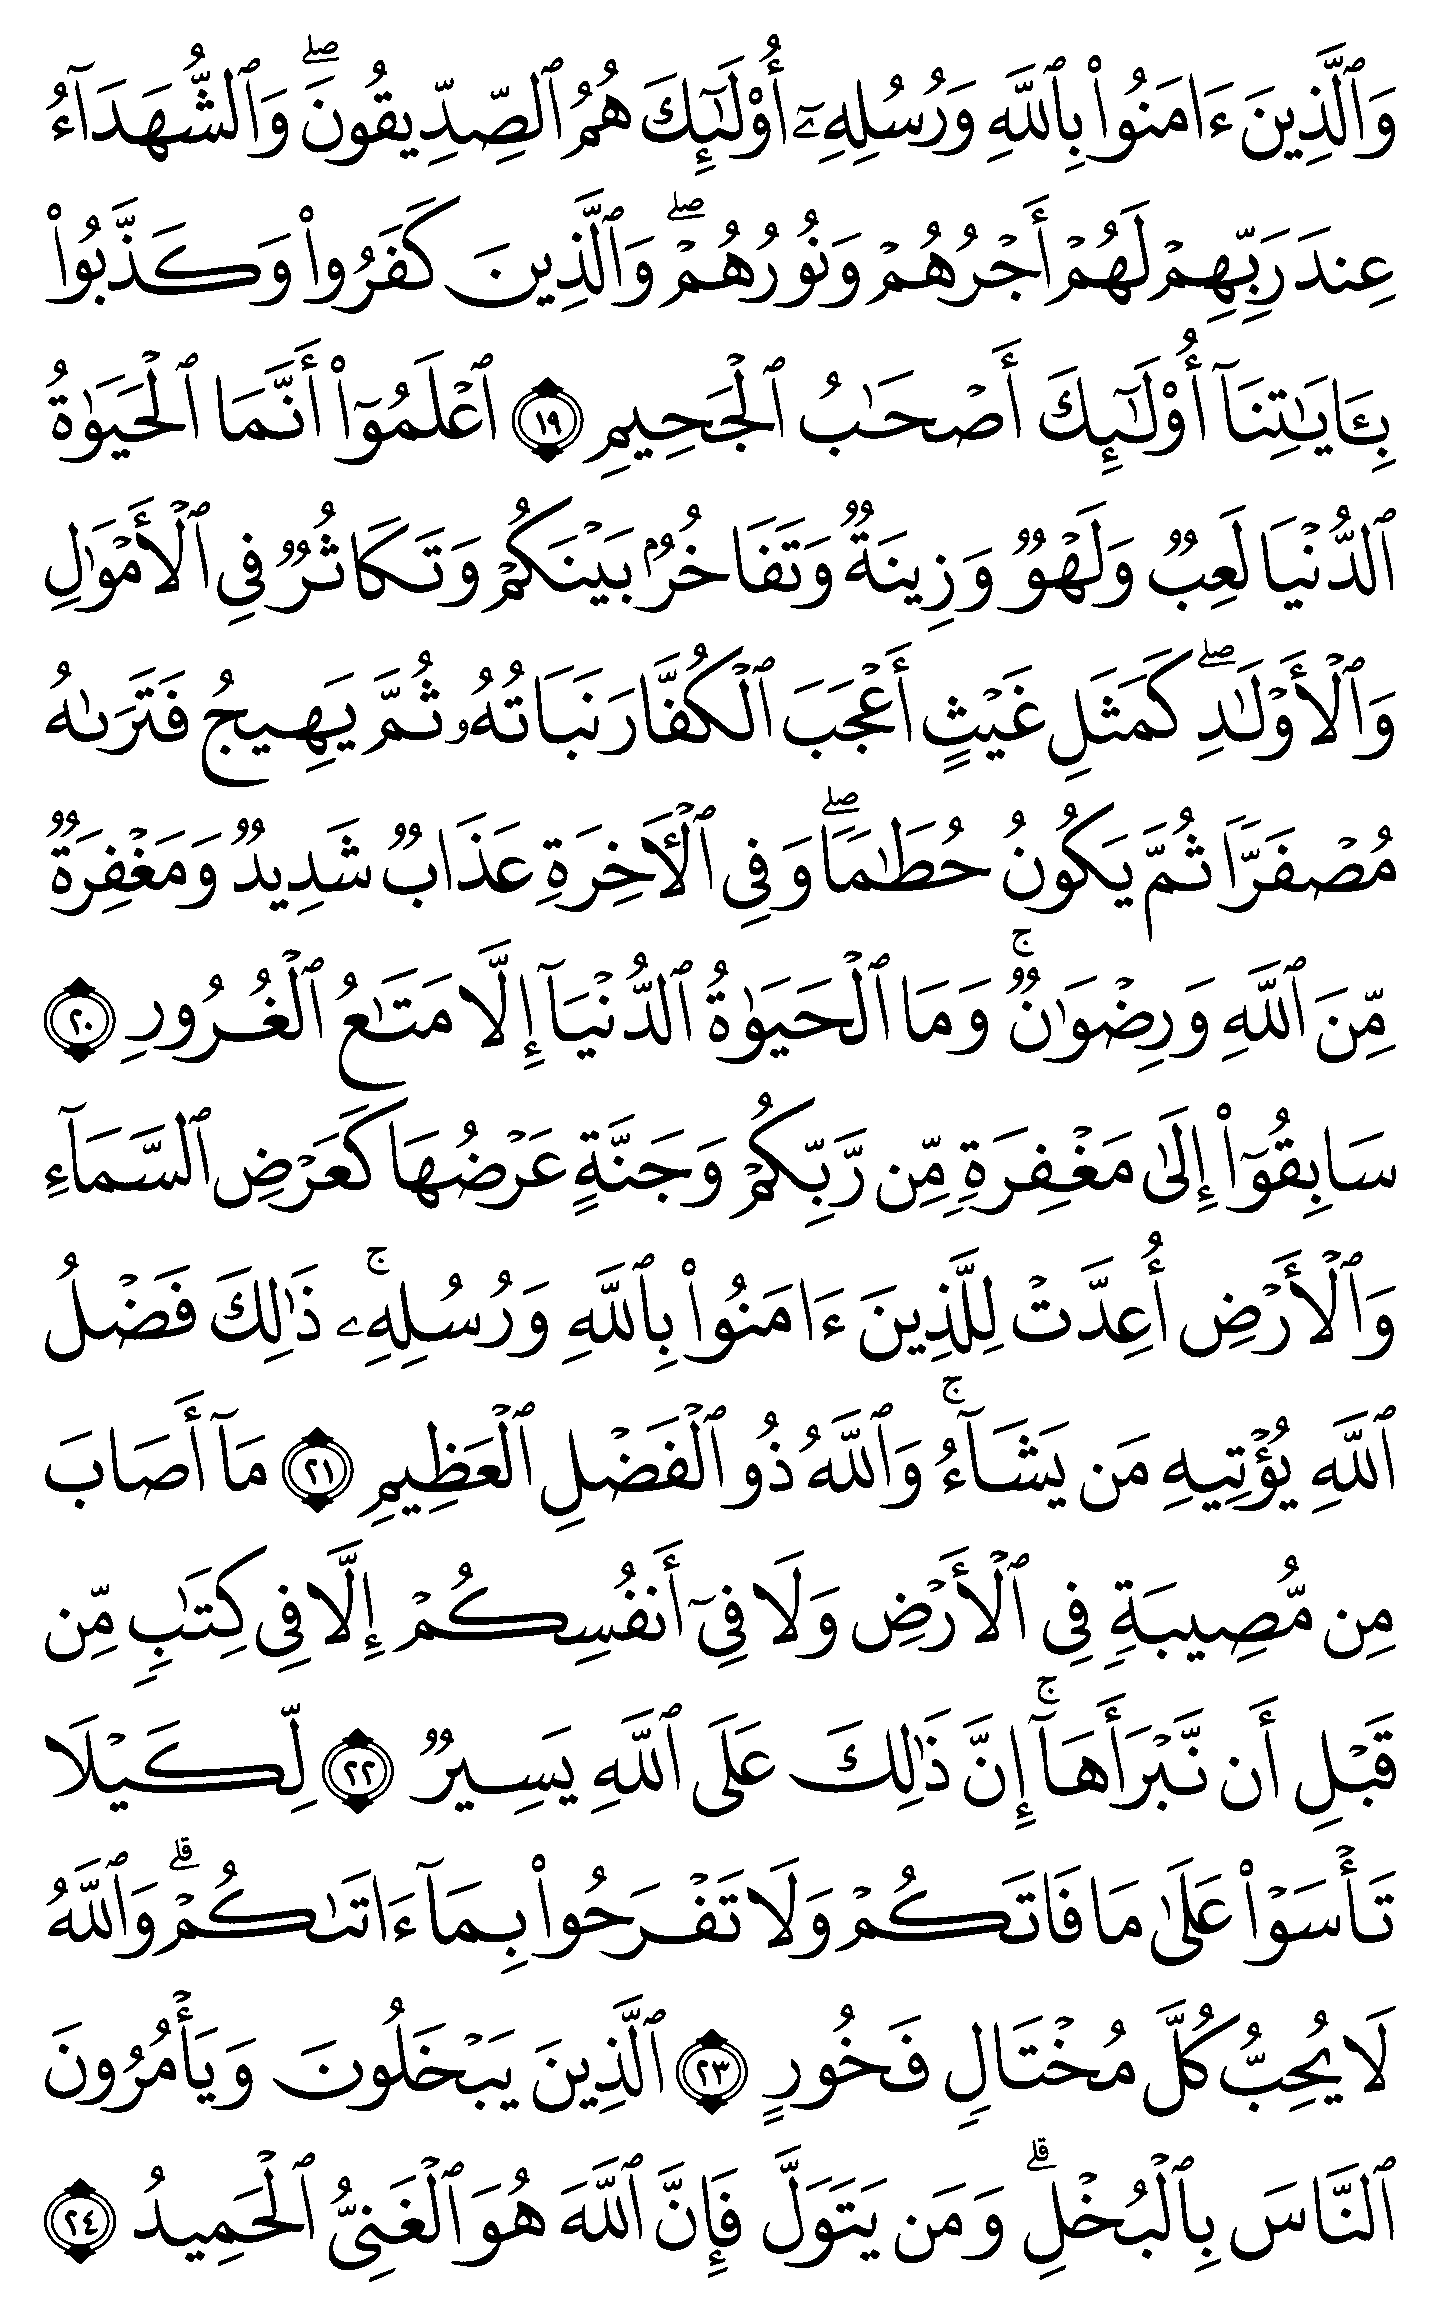 وَٱلَّذِينَ ءَامَنُوا۟ بِٱللَّهِ وَرُسُلِهِۦٓ أُو۟لَٰٓئِكَ هُمُ ٱلصِّدِّيقُونَ ۖ وَٱلشُّهَدَآءُ
عِندَ رَبِّهِمْ لَهُمْ أَجْرُهُمْ وَنُورُهُمْ ۖ وَٱلَّذِينَ كَفَرُوا۟ وَكَذَّبُوا۟
بِـَٔايَٰتِنَآ أُو۟لَٰٓئِكَ أَصْحَٰبُ ٱلْجَحِيمِ ١٩ ٱعْلَمُوٓا۟ أَنَّمَا ٱلْحَيَوٰةُ
ٱلدُّنْيَا لَعِبٌ وَلَهْوٌ وَزِينَةٌ وَتَفَاخُرٌۢ بَيْنَكُمْ وَتَكَاثُرٌ فِى ٱلْأَمْوَٰلِ
وَٱلْأَوْلَٰدِ ۖ كَمَثَلِ غَيْثٍ أَعْجَبَ ٱلْكُفَّارَ نَبَاتُهُۥ ثُمَّ يَهِيجُ فَتَرَىٰهُ
مُصْفَرًّا ثُمَّ يَكُونُ حُطَٰمًا ۖ وَفِى ٱلْـَٔاخِرَةِ عَذَابٌ شَدِيدٌ وَمَغْفِرَةٌ
مِّنَ ٱللَّهِ وَرِضْوَٰنٌ ۚ وَمَا ٱلْحَيَوٰةُ ٱلدُّنْيَآ إِلَّا مَتَٰعُ ٱلْغُرُورِ ٢٠
سَابِقُوٓا۟ إِلَىٰ مَغْفِرَةٍ مِّن رَّبِّكُمْ وَجَنَّةٍ عَرْضُهَا كَعَرْضِ ٱلسَّمَآءِ
وَٱلْأَرْضِ أُعِدَّتْ لِلَّذِينَ ءَامَنُوا۟ بِٱللَّهِ وَرُسُلِهِۦ ۚ ذَٰلِكَ فَضْلُ
ٱللَّهِ يُؤْتِيهِ مَن يَشَآءُ ۚ وَٱللَّهُ ذُو ٱلْفَضْلِ ٱلْعَظِيمِ ٢١ مَآ أَصَابَ
مِن مُّصِيبَةٍ فِى ٱلْأَرْضِ وَلَا فِىٓ أَنفُسِكُمْ إِلَّا فِى كِتَٰبٍ مِّن
قَبْلِ أَن نَّبْرَأَهَآ ۚ إِنَّ ذَٰلِكَ عَلَى ٱللَّهِ يَسِيرٌ ٢٢ لِّكَيْلَا
تَأْسَوْا۟ عَلَىٰ مَا فَاتَكُمْ وَلَا تَفْرَحُوا۟ بِمَآ ءَاتَىٰكُمْ ۗ وَٱللَّهُ
لَا يُحِبُّ كُلَّ مُخْتَالٍ فَخُورٍ ٢٣ ٱلَّذِينَ يَبْخَلُونَ وَيَأْمُرُونَ
ٱلنَّاسَ بِٱلْبُخْلِ ۗ وَمَن يَتَوَلَّ فَإِنَّ ٱللَّهَ هُوَ ٱلْغَنِىُّ ٱلْحَمِيدُ ٢٤